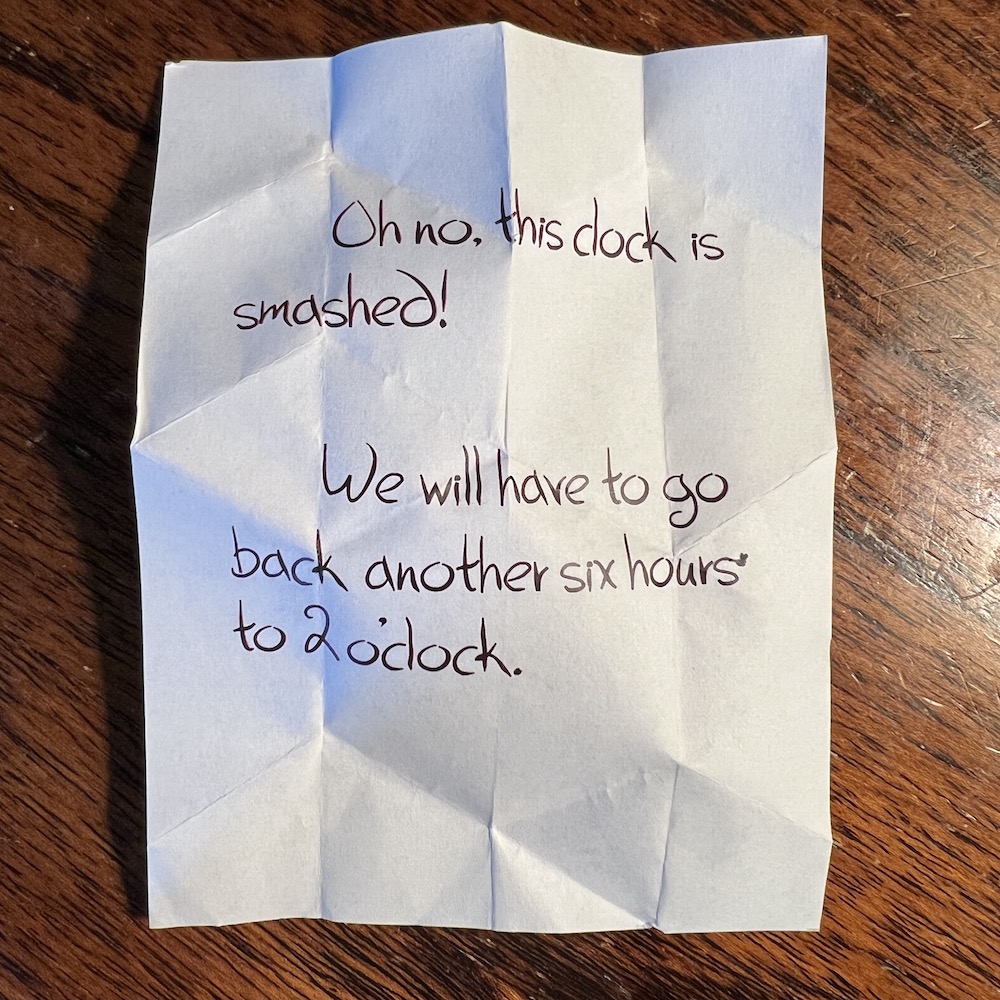 Oh no, this clock is
smashed!
We will have to go
back another six hours*
to 2 o'clock.